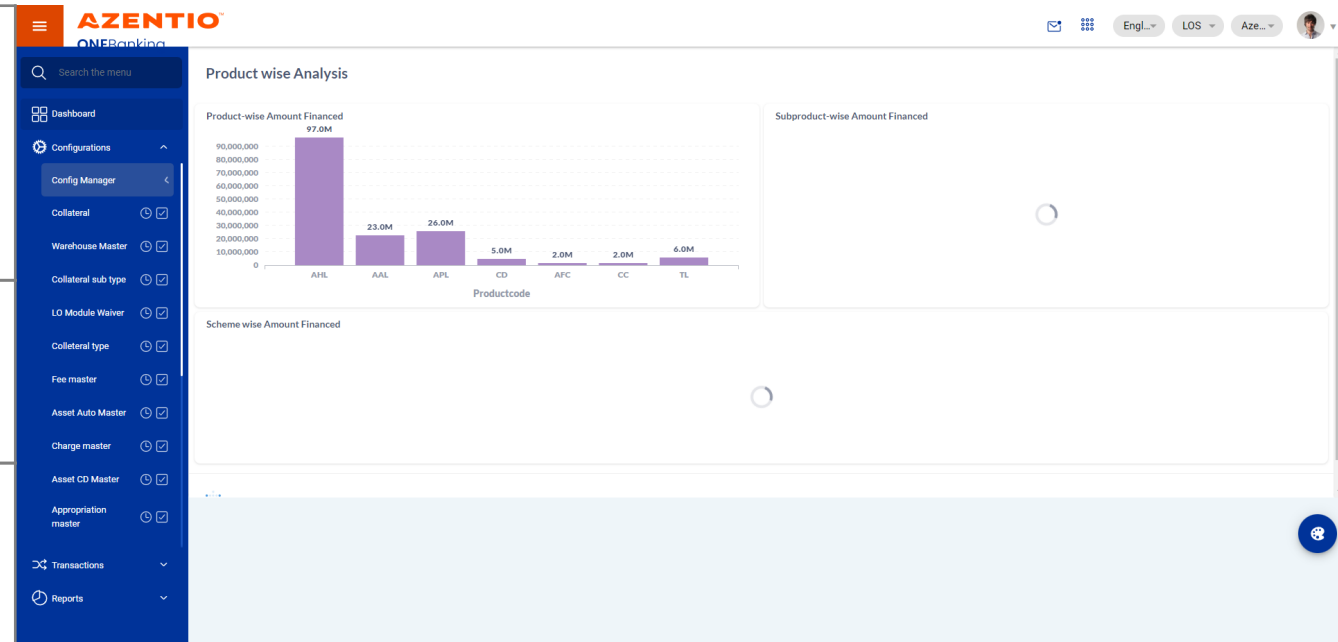 AZENTIO
ONEBanking
Engl...
LOS
Aze...
Search the menu
Dashboard
Configurations
Config Manager
Collateral
Warehouse Master
Collateral sub type
LO Module Waiver
Colleteral type
Fee master
Asset Auto Master
Charge master
Asset CD Master
Appropriation
master
Transactions
Reports
Product wise Analysis
Product-wise Amount Financed
97.0M
90,000,000
80,000,000
70,000,000
60,000,000
50,000,000
40,000,000
30,000,000
20,000,000
10,000,000
0
23.0M
26.0M
5.0M
2.0M
2.0M
6.0M
AHL
AAL
APL
CD
AFC
CC
TL
Productcode
Subproduct-wise Amount Financed
Scheme wise Amount Financed